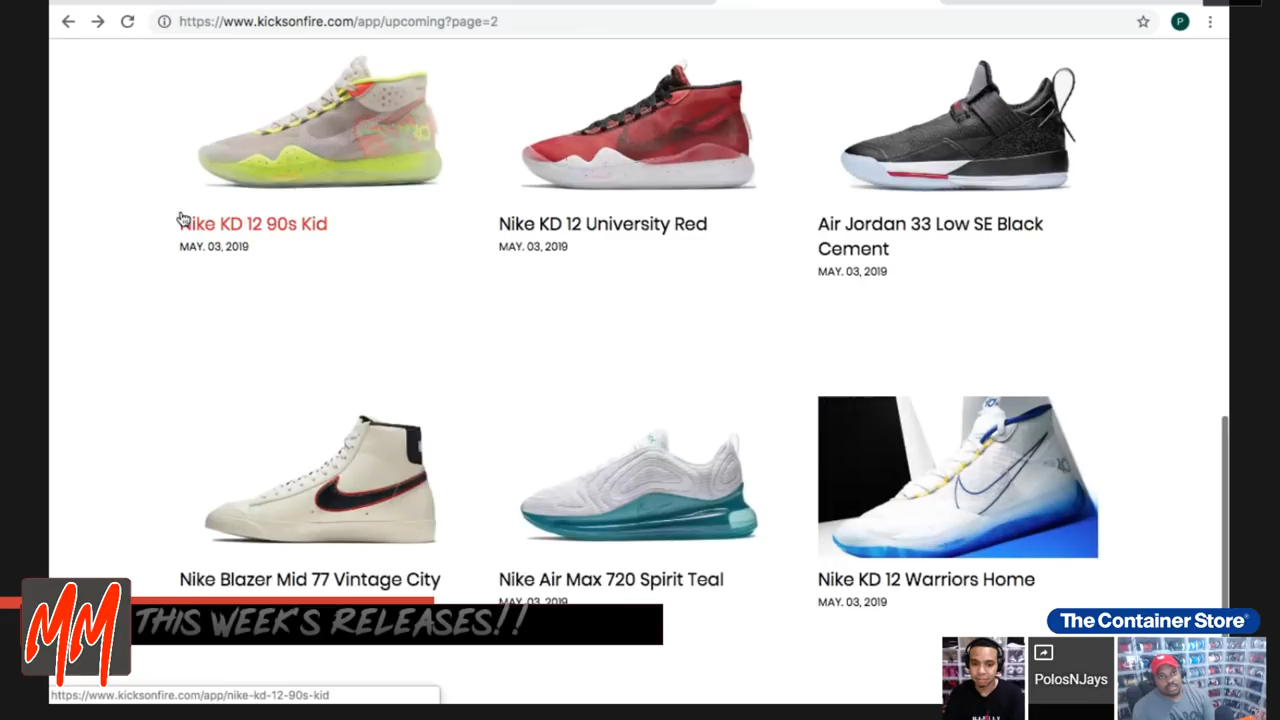 https://www.kicksonfire.com/app/upcoming?page=2
P
Nike KD 12 90s Kid
MAY. 03, 2019
Nike KD 12 University Red
MAY. 03, 2019
Air Jordan 33 Low SE Black
Cement
MAY. 03, 2019
Nike Blazer Mid 77 Vintage City
Nike Air Max 720 Spirit Teal
MAY. 03, 2019
Nike KD 12 Warriors Home
MAY. 03, 2019
MM
THIS WEEK'S RELEASES!!
The Container Store
PolosNJays
https://www.kicksonfire.com/app/nike-kd-12-90s-kid